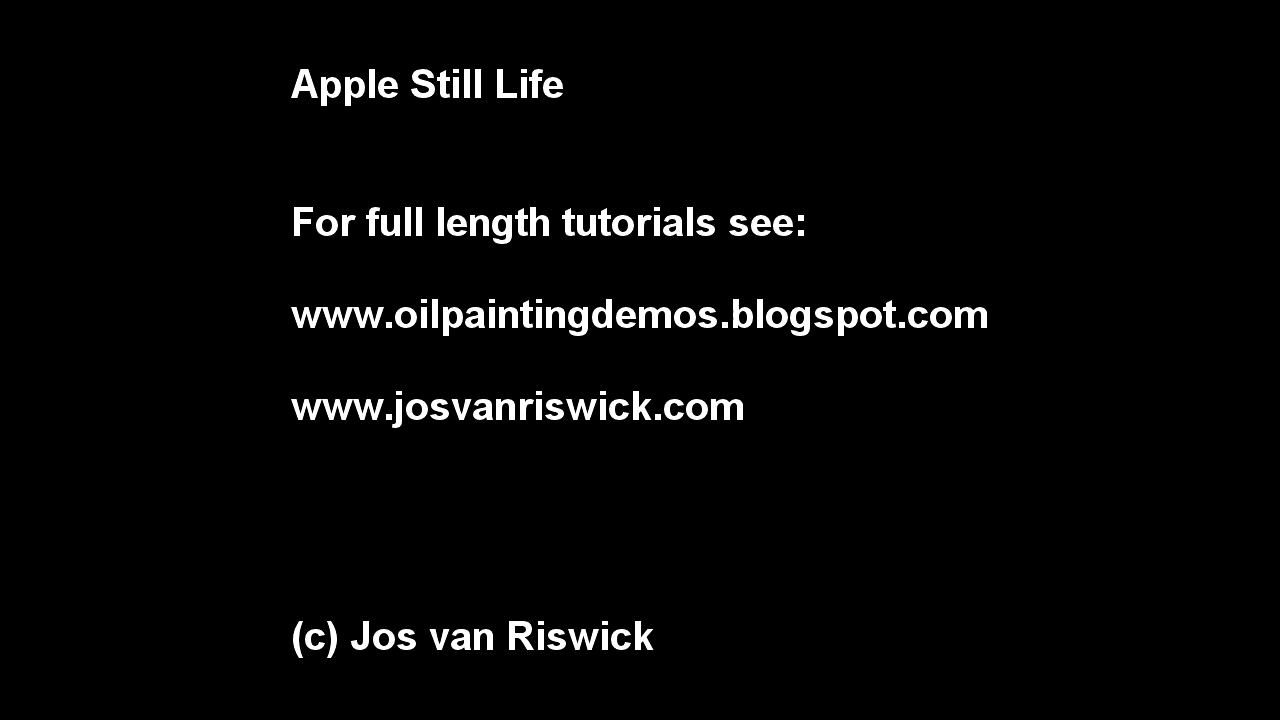 Apple Still Life
For full length tutorials see:
www.oilpaintingdemos.blogspot.com
www.josvanriswick.com
(c) Jos van Riswick